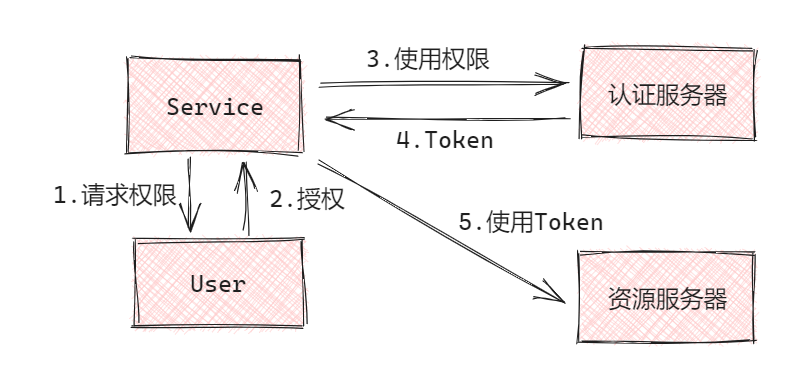 3.使用权限
Service
认证服务器
4.Token
1.请求权限
2.授权
5.使用Token
User
资源服务器